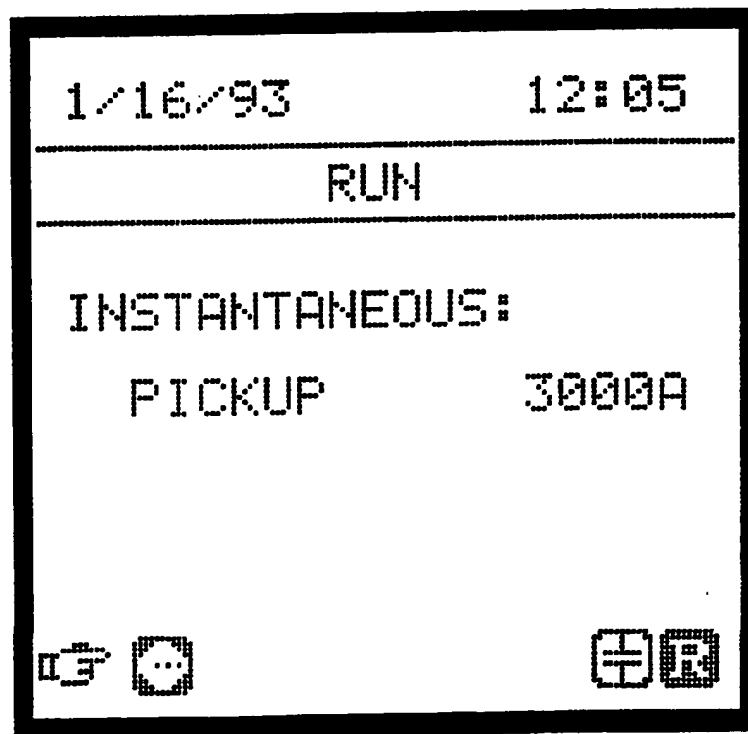 1/16/93 12:05
RUN
INSTANTANEOUS:
PICKUP 3000A
... R